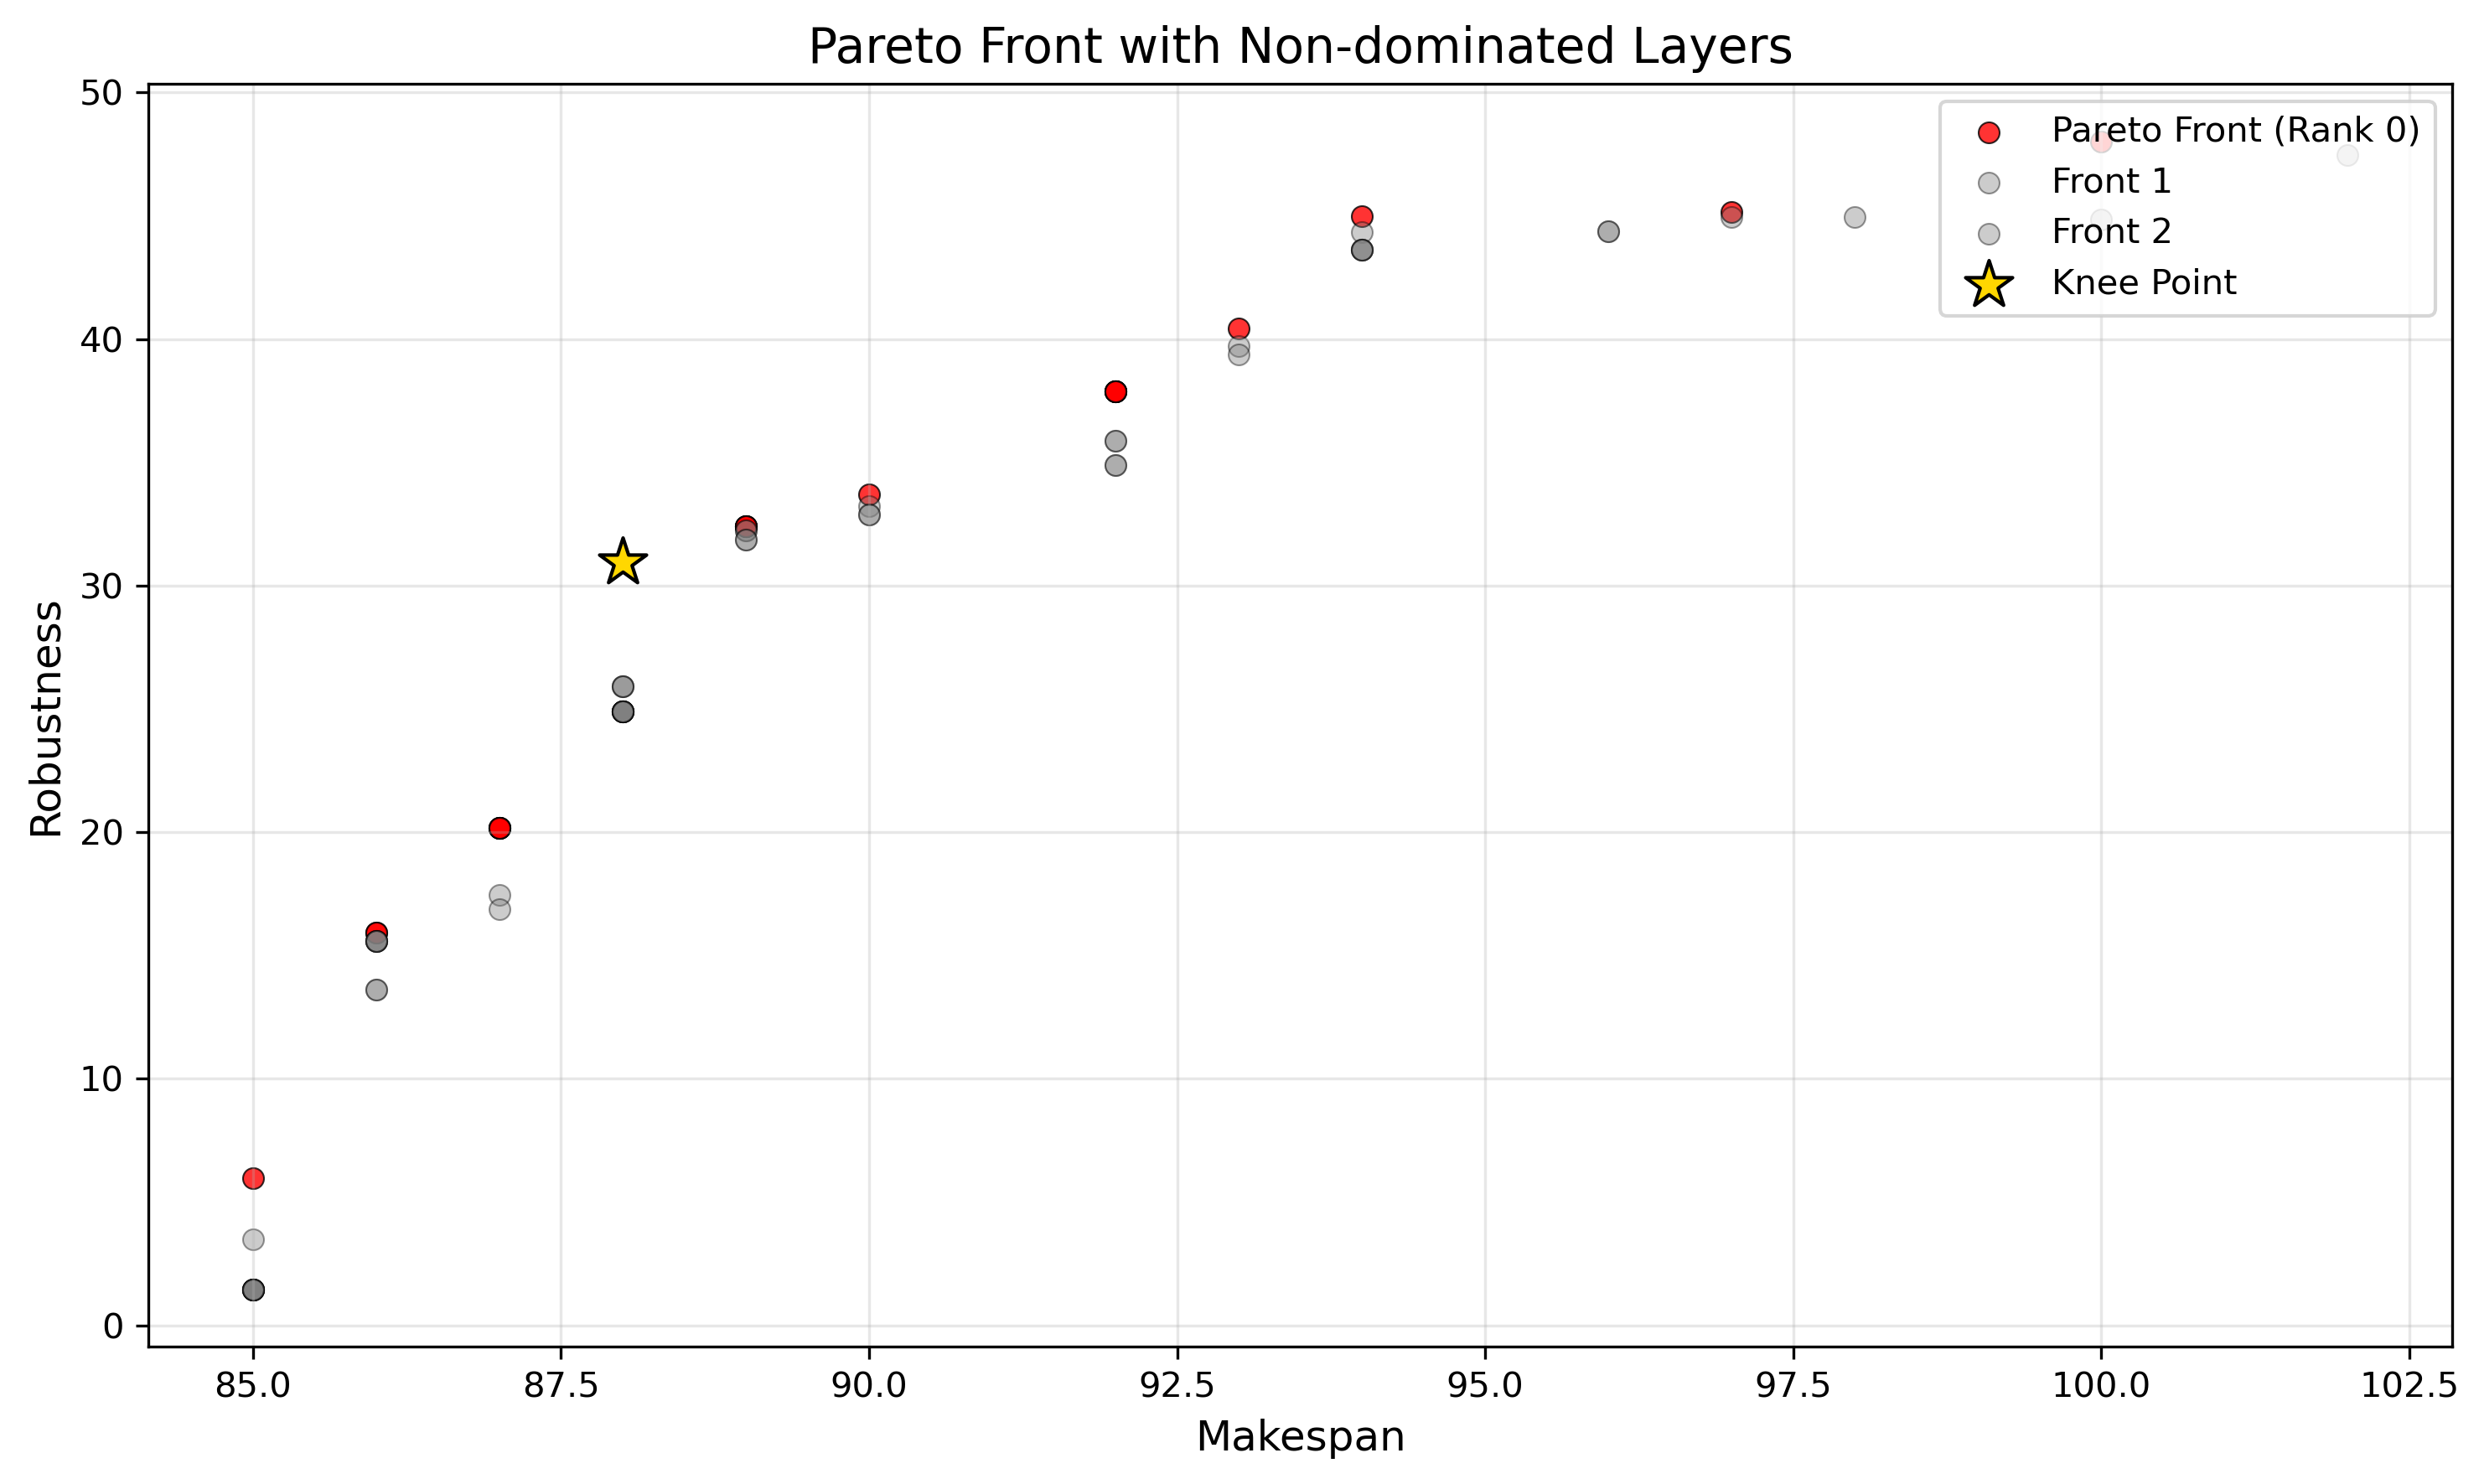 Pareto Front with Non-dominated Layers
50
40
30
20
10
0
Robustness
Pareto Front (Rank 0)
Front 1
Front 2
Knee Point
85.0 87.5 90.0 92.5 95.0 97.5 100.0 102.5
Makespan